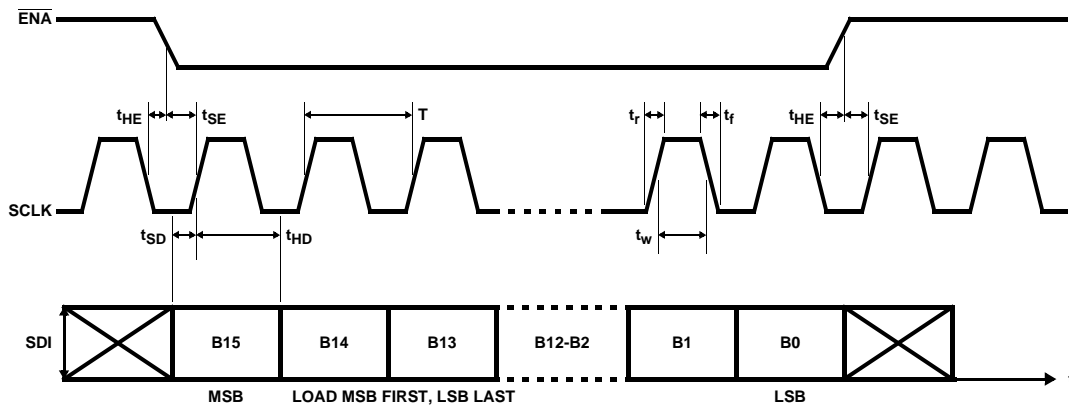 ENA
tHE tSE T tr tf tHE tSE
SCLK
tSD tHD tw
SDI B15 B14 B13 B12-B2 B1 B0
MSB LOAD MSB FIRST, LSB LAST LSB